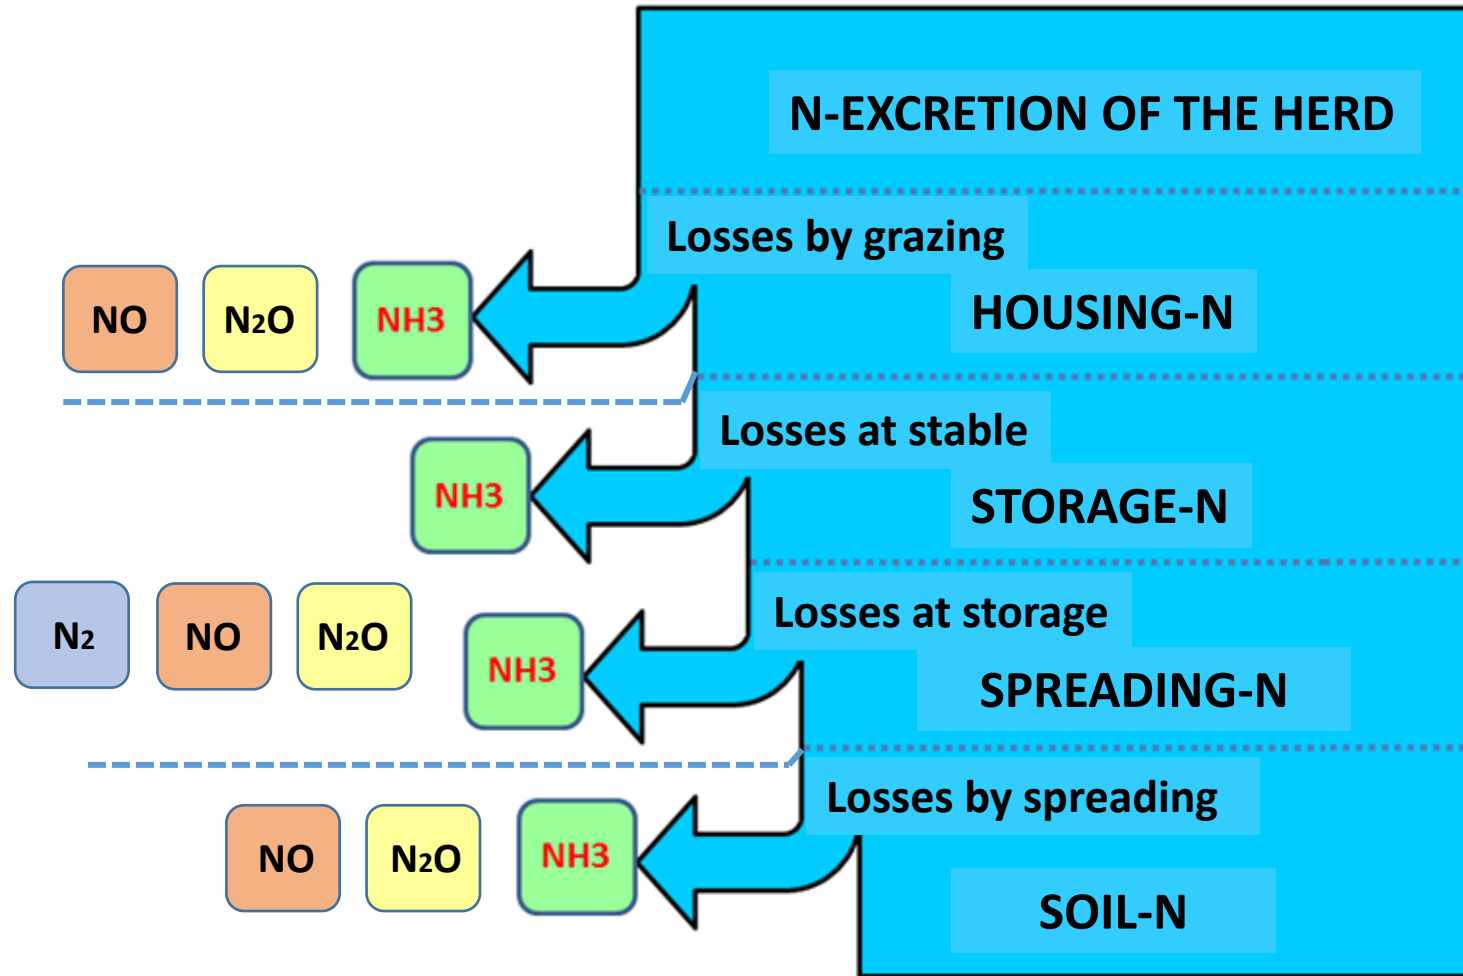 N-EXCRETION OF THE HERD
Losses by grazing
NO N2O NH3
HOUSING-N
Losses at stable
NH3
STORAGE-N
Losses at storage
N2 NO N2O NH3
SPREADING-N
Losses by spreading
NO N2O NH3
SOIL-N